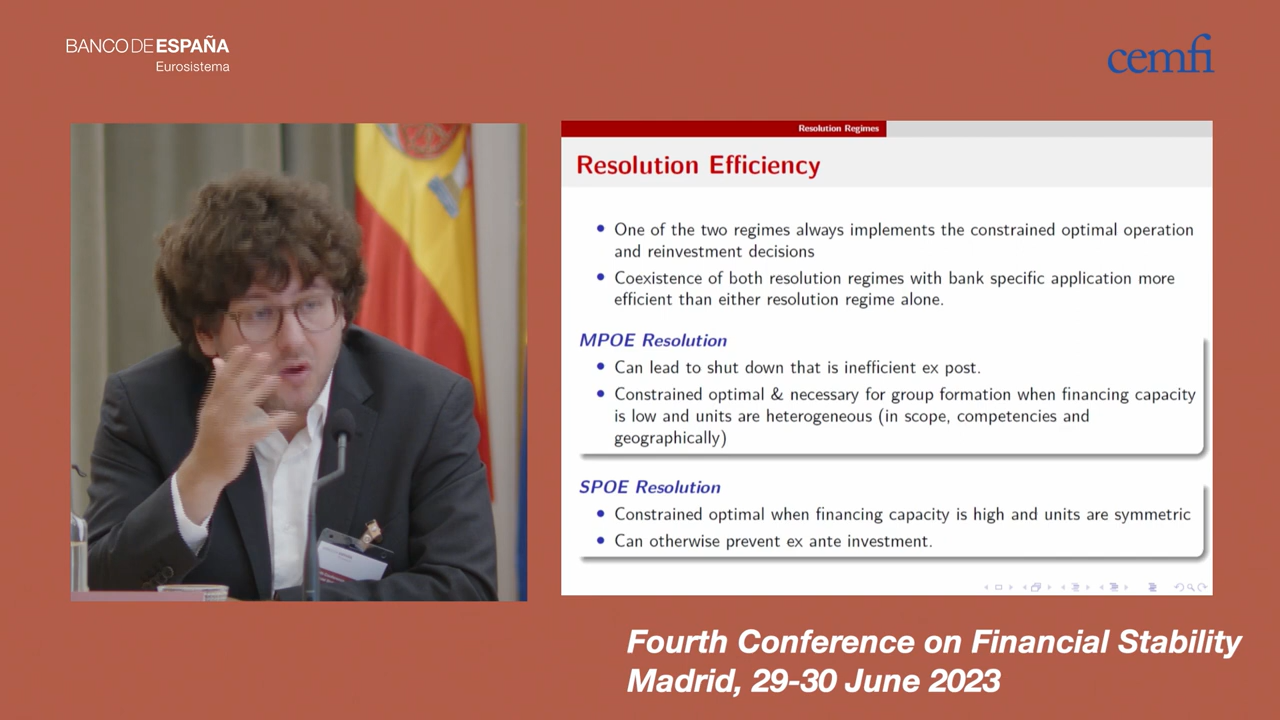 BANCO DE ESPAÑA
Eurosistema
cemfi
Resolution Regimes
Resolution Efficiency
One of the two regimes always implements the constrained optimal operation
and reinvestment decisions
Coexistence of both resolution regimes with bank specific application more
efficient than either resolution regime alone.
MPOE Resolution
Can lead to shut down that is inefficient ex post.
Constrained optimal & necessary for group formation when financing capacity
is low and units are heterogeneous (in scope, competencies and
geographically)
SPOE Resolution
Constrained optimal when financing capacity is high and units are symmetric
Can otherwise prevent ex ante investment.
Fourth Conference on Financial Stability
Madrid, 29-30 June 2023